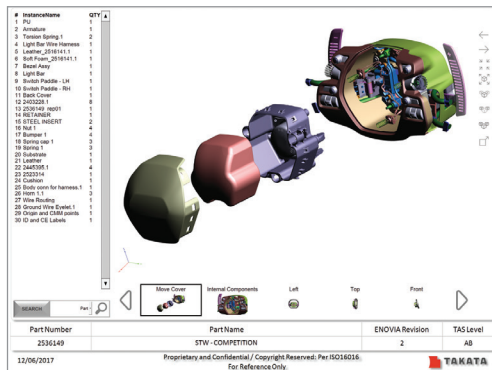 # InstanceName QTY
1 PU 1
2 Armature 1
3 Torsion Spring.1 2
4 Light Bar Wire Harness 1
5 Leather_2516141.1 1
6 Soft Foam_2516141.1 1
7 Bezel Assy 1
8 Light Bar 1
9 Switch Paddle - LH 1
10 Switch Paddle - RH 1
11 Back Cover 1
12 2403228.1 8
13 2536149_rep01 1
14 RETAINER 1
15 STEEL INSERT 2
16 Nut 1 4
17 Bumper 1 4
18 Spring cap 1 3
19 Spring 1 3
20 Substrate 1
21 Leather 1
22 2445395.1 4
23 2523314 1
24 Cushion 1
25 Body conn for harness.1 1
26 Horn 1.1 3
27 Wire Routing 1
28 Ground Wire Eyelet.1 1
29 Origin and CMM points 1
30 ID and CE Labels 1
SEARCH Part
Move Cover Internal Components Left Top Front
Part Number Part Name ENOVIA Revision TAS Level
2536149 STW - COMPETITION 2 AB
12/06/2017 Proprietary and Confidential / Copyright Reserved: Per ISO16016 TAKATA
For Reference Only